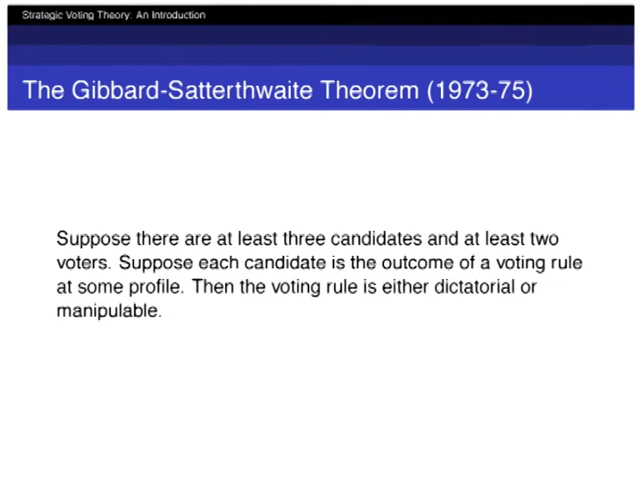 Strategic Voting Theory: An Introduction
The Gibbard-Satterthwaite Theorem (1973-75)
Suppose there are at least three candidates and at least two
voters. Suppose each candidate is the outcome of a voting rule
at some profile. Then the voting rule is either dictatorial or
manipulable.